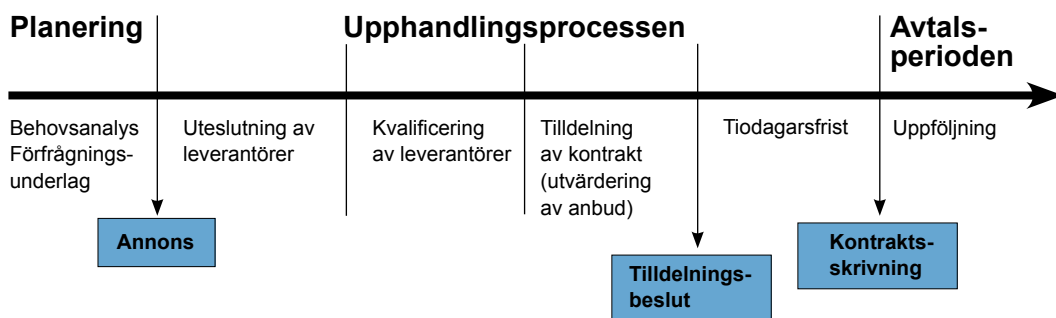 Planering
Upphandlingsprocessen
Avtals-
perioden
Behovsanalys
Förfrågnings-
underlag
Uteslutning av
leverantörer
Kvalificering
av leverantörer
Tilldelning
av kontrakt
(utvärdering
av anbud)
Tiodagarsfrist
Uppföljning
Annons
Tilldelnings-
beslut
Kontrakts-
skrivning